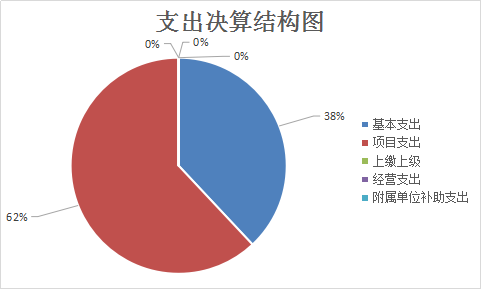 支出决算结构图
0%
0%
0%
38%
62%
基本支出
项目支出
上缴上级
经营支出
附属单位补助支出